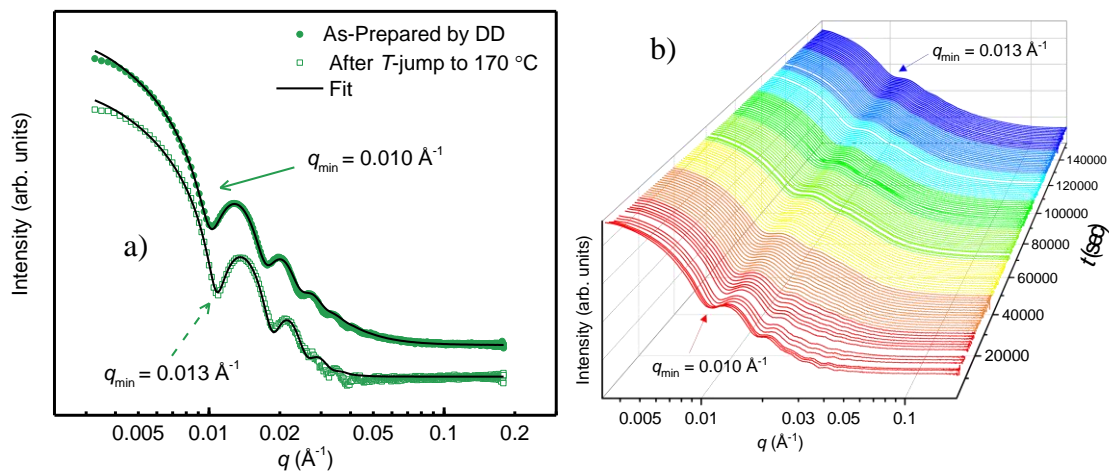 a)
As-Prepared by DD
After T-jump to 170 °C
Fit
qmin = 0.010 Å-1
qmin = 0.013 Å-1
Intensity (arb. units)
0.005 0.01 0.02 0.05 0.1 0.2
q (Å-1)
b)
qmin = 0.013 Å-1
140000
120000
100000
80000
60000
40000
20000
t (sec)
Intensity (arb. units)
qmin = 0.010 Å-1
0.01 0.03 0.05 0.1
q (Å-1)